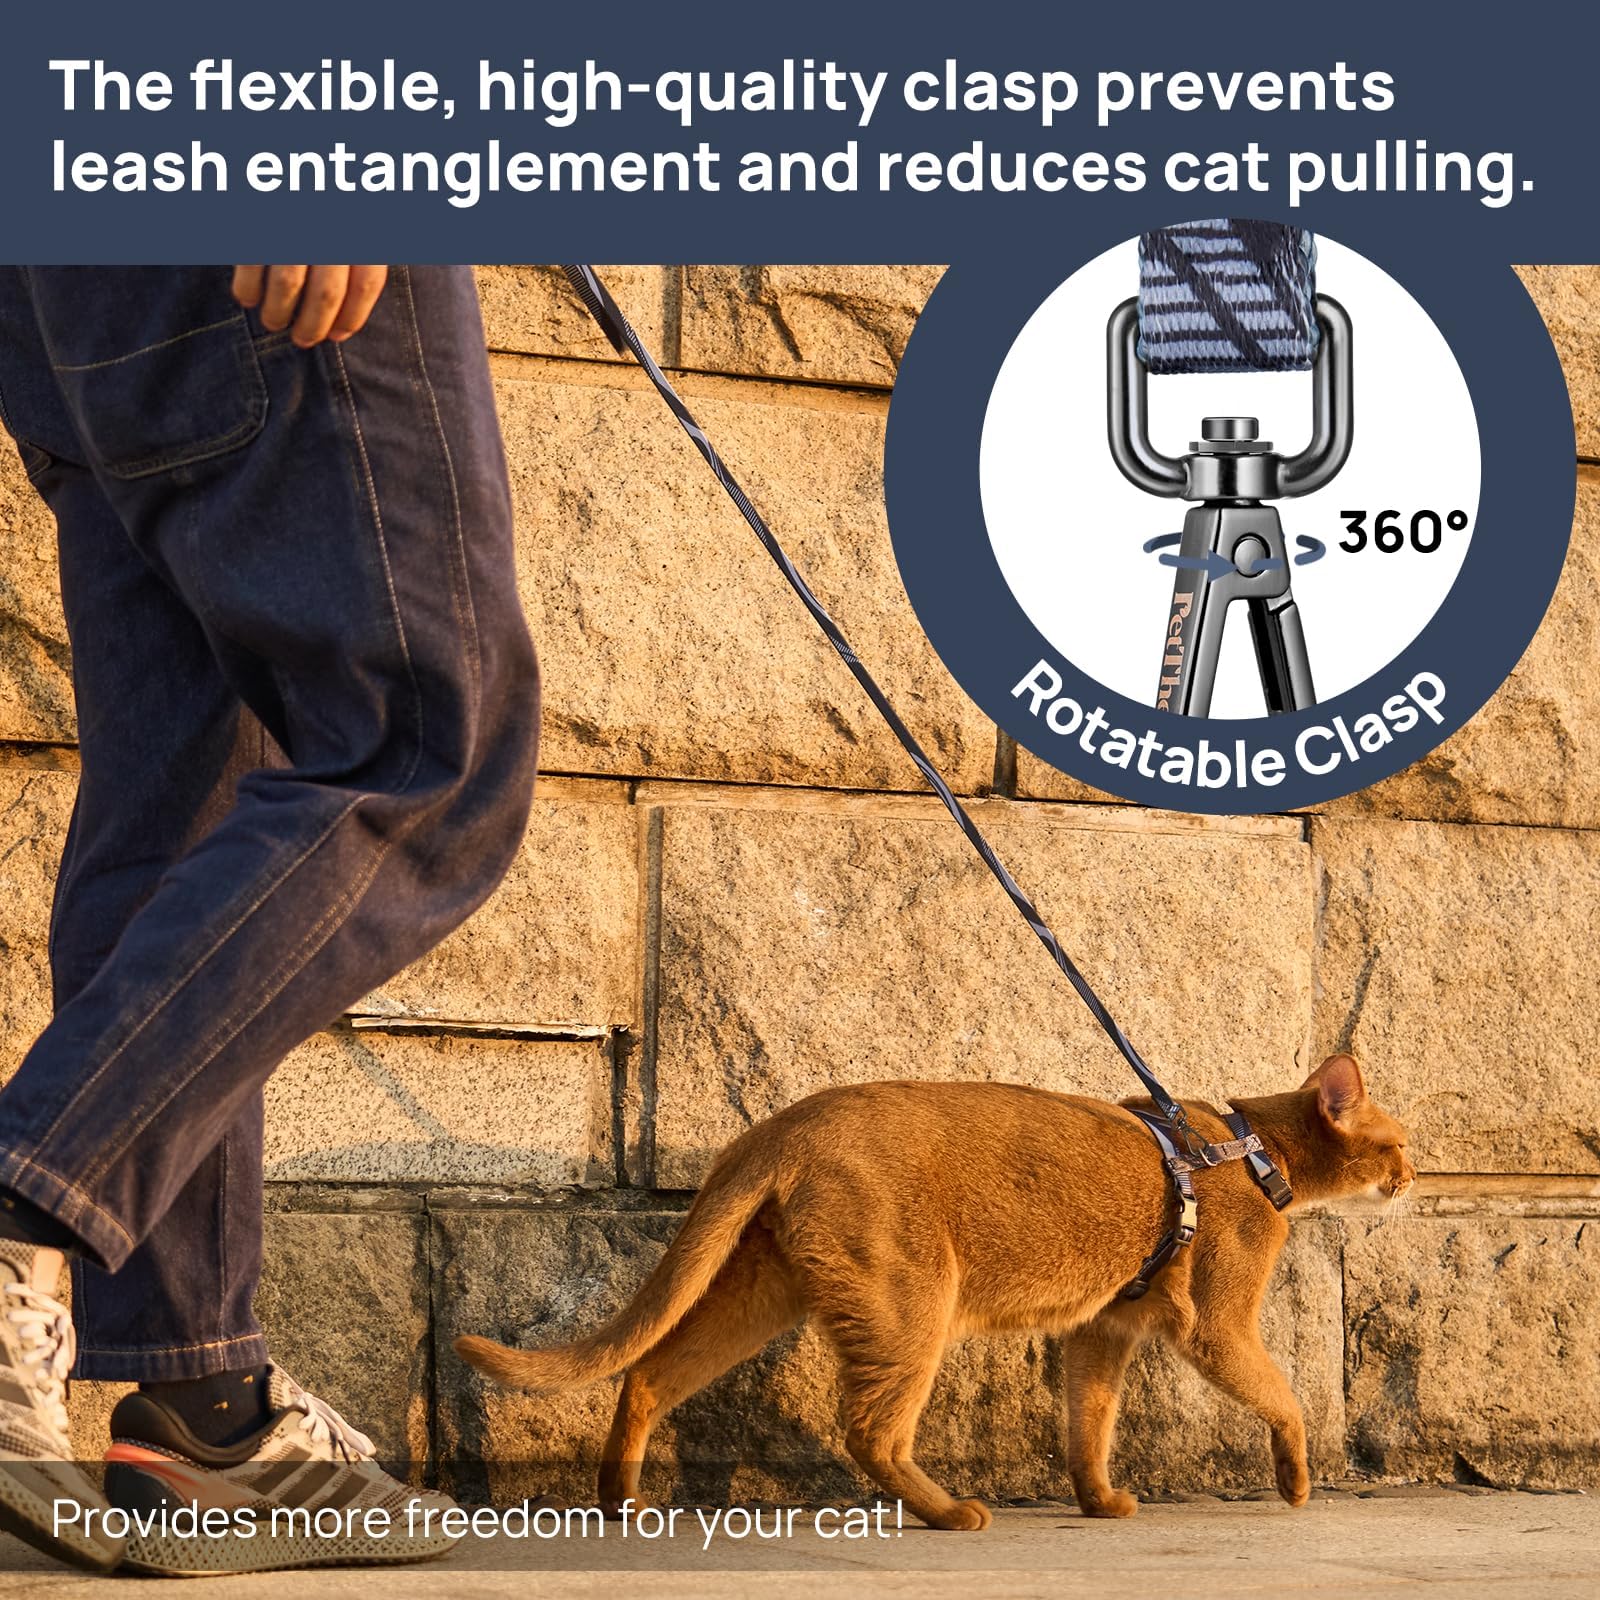 The flexible, high-quality clasp prevents
leash entanglement and reduces cat pulling.
360°
Rotatable Clasp
Provides more freedom for your cat!